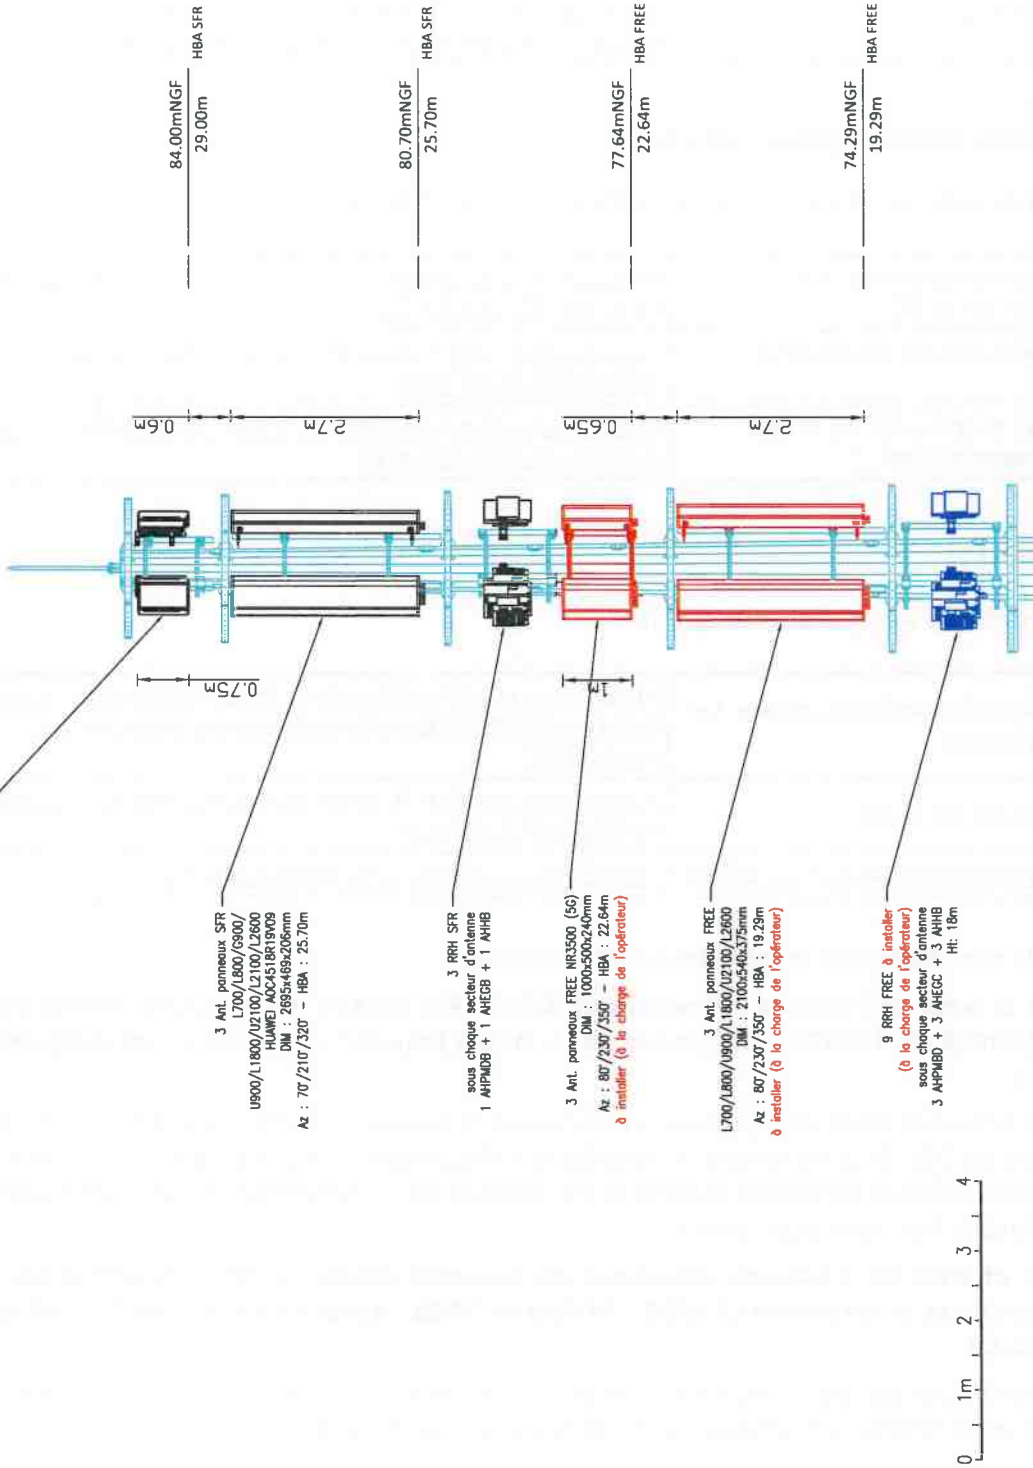 84.00mNGF
HBA SFR
29.00m
80.70mNGF
HBA SFR
25.70m
77.64mNGF
HBA FREE
22.64m
74.29mNGF
HBA FREE
19.29m
0.6m
2.7m
0.65m
2.7m
0.75m
1m
3 Ant. panneaux SFR
L700/L800/G900/
U900/L1800/U2100/L2100/L2600
HUAWEI AOC4518R19V09
DIM : 2695x469x206mm
Az : 70°/210°/320° - HBA : 25.70m
3 RRH SFR
sous choque secteur d'antenne
1 AHPMDB + 1 AHEGB + 1 AHHB
3 Ant. panneaux FREE NR3500 (5G)
DIM : 1000x500x240mm
Az : 80°/230°/350° - HBA : 22.64m
à installer (à la charge de l'opérateur)
3 Ant. panneaux FREE
L700/L800/U900/L1800/U2100/L2600
DIM : 2100x540x375mm
Az : 80°/230°/350° - HBA : 19.29m
à installer (à la charge de l'opérateur)
9 RRH FREE à installer
(à la charge de l'opérateur)
sous choque secteur d'antenne
3 AHPMBD + 3 AHEGC + 3 AHHB
Ht: 18m
0 1m 2 3 4